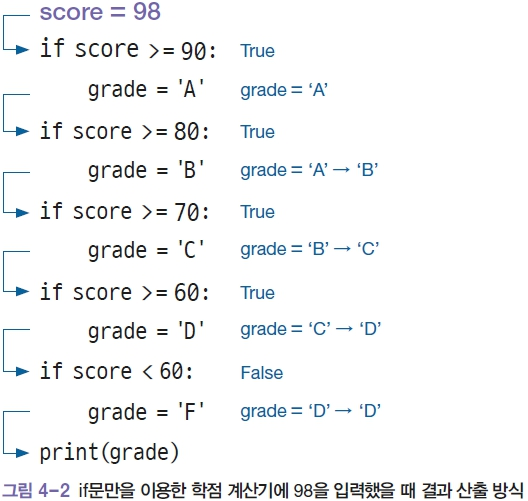 score = 98
if score >= 90: True
grade = 'A' grade = ‘A’
if score >= 80: True
grade = 'B' grade = ‘A’ → ‘B’
if score >= 70: True
grade = 'C' grade = ‘B’ → ‘C’
if score >= 60: True
grade = 'D' grade = ‘C’ → ‘D’
if score < 60: False
grade = 'F' grade = ‘D’ → ‘D’
print(grade)
그림 4-2 if문만을 이용한 학점 계산기에 98을 입력했을 때 결과 산출 방식